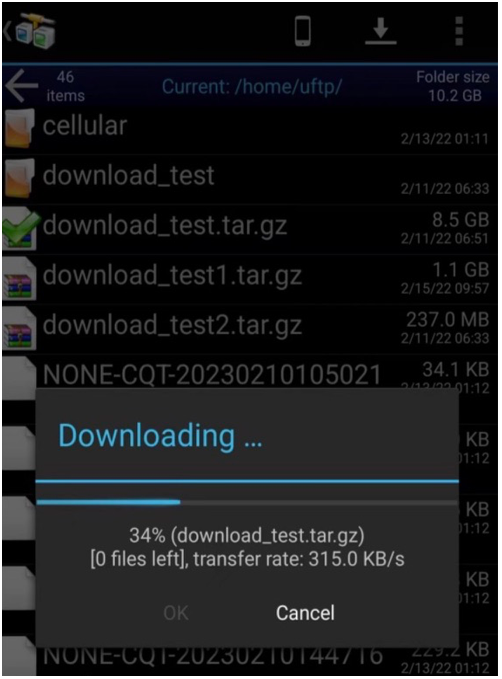 46
items
Current: /home/uftp/
Folder size
10.2 GB
cellular
2/13/22 01:11
download_test
2/11/22 06:33
download_test.tar.gz
8.5 GB
2/11/22 06:51
download_test1.tar.gz
1.1 GB
2/15/22 09:57
download_test2.tar.gz
237.0 MB
2/11/22 06:33
NONE-CQT-20230210105021
34.1 KB
2/13/22 01:12
KB
01:12
Downloading ...
KB
01:12
34% (download_test.tar.gz)
[0 files left], transfer rate: 315.0 KB/s
KB
01:12
OK
Cancel
NONE-CQT-20230210144716
229.2 KB
2/13/22 01:12